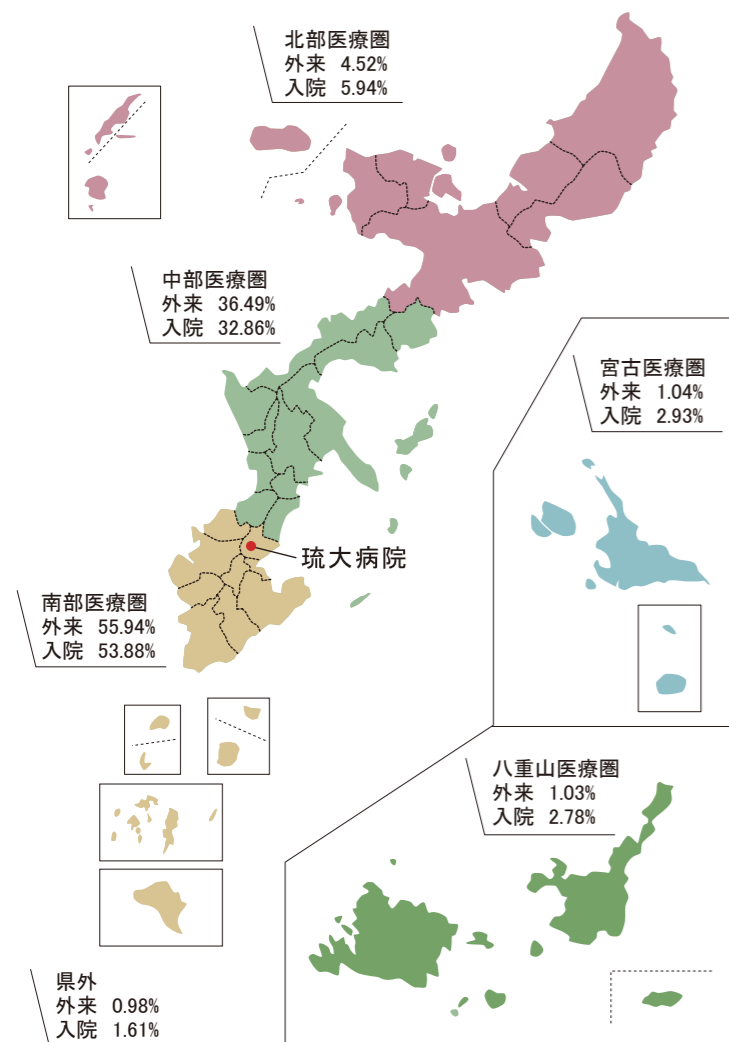 北部医療圏
外来 4.52%
入院 5.94%
中部医療圏
外来 36.49%
入院 32.86%
宮古医療圏
外来 1.04%
入院 2.93%
琉大病院
南部医療圏
外来 55.94%
入院 53.88%
八重山医療圏
外来 1.03%
入院 2.78%
県外
外来 0.98%
入院 1.61%